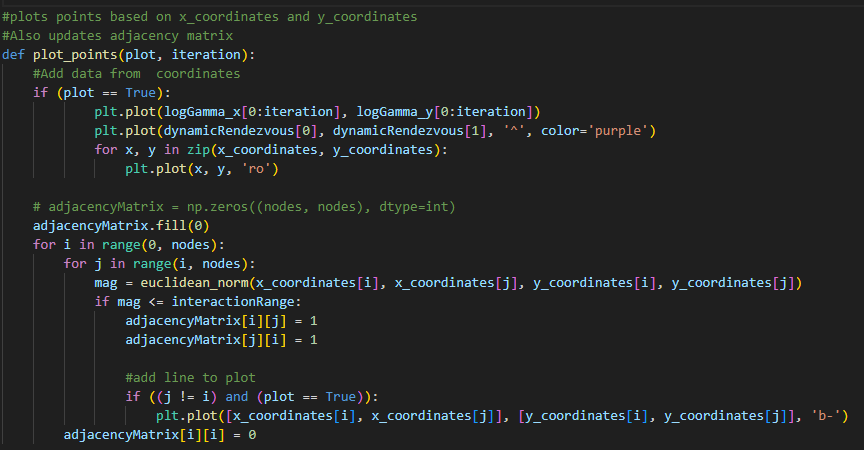 #plots points based on x_coordinates and y_coordinates
#Also updates adjacency matrix
def plot_points(plot, iteration):
    #Add data from  coordinates
    if (plot == True):
            plt.plot(logGamma_x[0:iteration], logGamma_y[0:iteration])
            plt.plot(dynamicRendezvous[0], dynamicRendezvous[1], '^', color='purple')
            for x, y in zip(x_coordinates, y_coordinates):
                plt.plot(x, y, 'ro')

    # adjacencyMatrix = np.zeros((nodes, nodes), dtype=int)
    adjacencyMatrix.fill(0)
    for i in range(0, nodes):
        for j in range(i, nodes):
            mag = euclidean_norm(x_coordinates[i], x_coordinates[j], y_coordinates[i], y_coordinates[j])
            if mag <= interactionRange:
                adjacencyMatrix[i][j] = 1
                adjacencyMatrix[j][i] = 1

                #add line to plot
                if ((j != i) and (plot == True)):
                    plt.plot([x_coordinates[i], x_coordinates[j]], [y_coordinates[i], y_coordinates[j]], 'b-')
        adjacencyMatrix[i][i] = 0